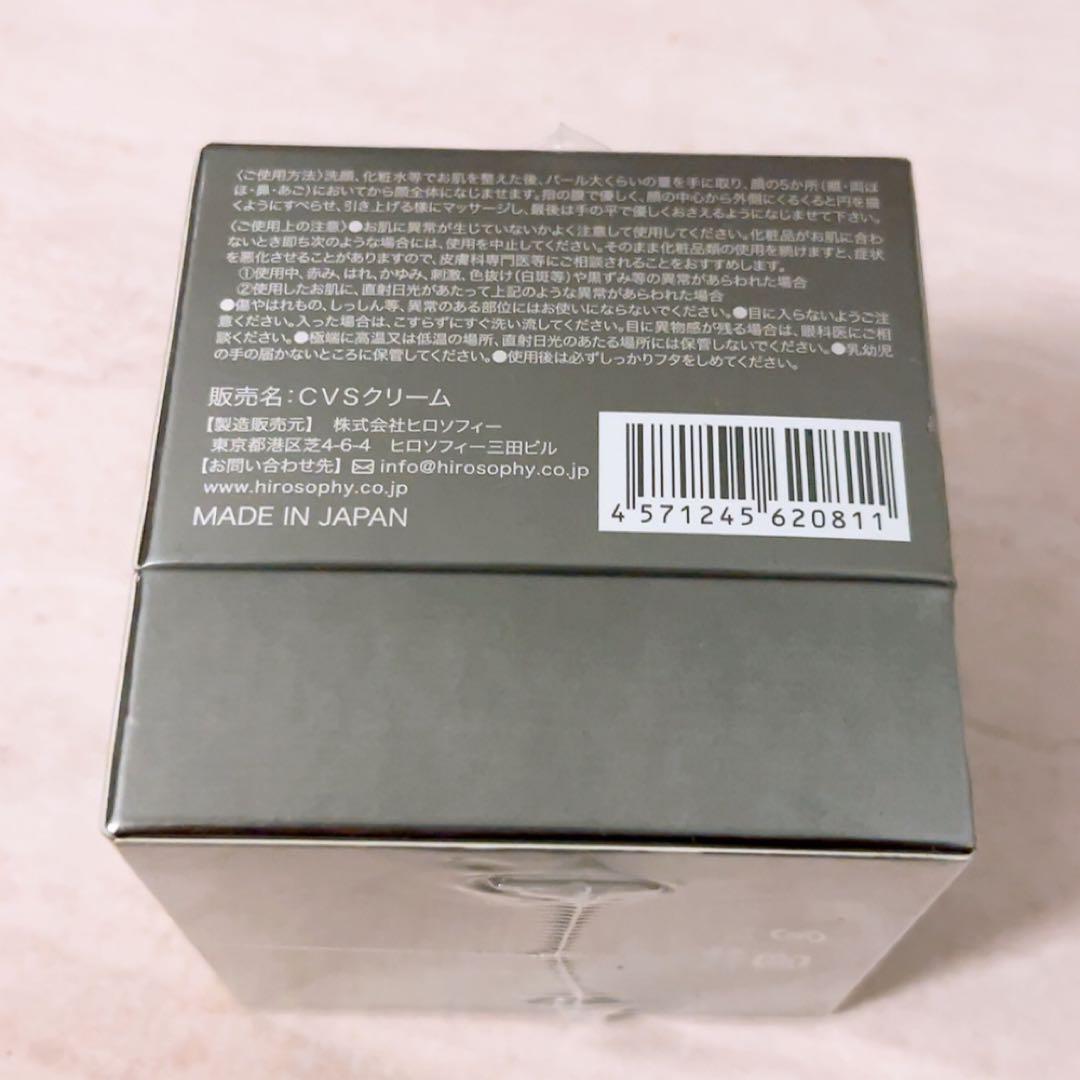 〈ご使用方法〉洗顔、化粧水等でお肌を整えた後、パール大くらいの量を手に取り、顔の5か所（額・両ほ
ほ・鼻・あご）においてから顔全体になじませます。指の腹で優しく、顔の中心から外側にくるくると円を描
くようにすべらせ、引き上げる様にマッサージし、最後は手の平で優しくおさえるようになじませて下さい。
〈ご使用上の注意〉●お肌に異常が生じていないかよく注意して使用してください。化粧品がお肌に合わ
ないとき即ち次のような場合には、使用を中止してください。そのまま化粧品類の使用を続けますと、症状
を悪化させることがありますので、皮膚科専門医等にご相談されることをおすすめします。
①使用中、赤み、はれ、かゆみ、刺激、色抜け（白斑等）や黒ずみ等の異常があらわれた場合
②使用したお肌に、直射日光があたって上記のような異常があらわれた場合
●傷やはれもの、しっしん等、異常のある部位にはお使いにならないでください。●目に入らないようご注
意ください。入った場合は、こすらずにすぐ洗い流してください。目に異物感が残る場合は、眼科医にご相
談ください。●極端に高温又は低温の場所、直射日光のあたる場所には保管しないでください。●乳幼児
の手の届かないところに保管してください。●使用後は必ずしっかりフタをしめてください。
販売名：CVSクリーム
【製造販売元】 株式会社ヒロソフィー
東京都港区芝4-6-4 ヒロソフィー三田ビル
【お問い合わせ先】 info@hirosophy.co.jp
www.hirosophy.co.jp
MADE IN JAPAN
4 571245 620811